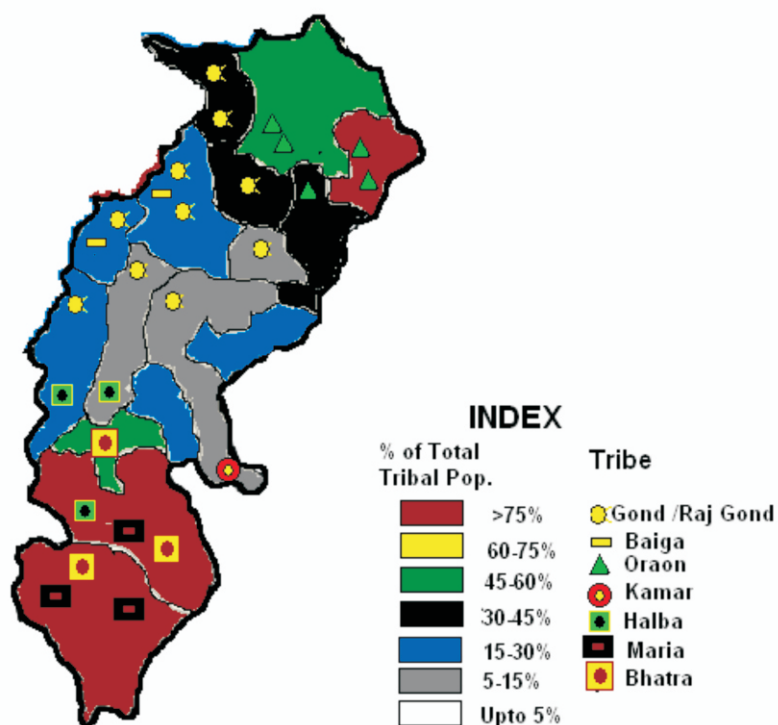 INDEX
% of Total
Tribal Pop.
Tribe
>75%
60-75%
45-60%
30-45%
15-30%
5-15%
Upto 5%
Gond /Raj Gond
Baiga
Oraon
Kamar
Halba
Maria
Bhatra